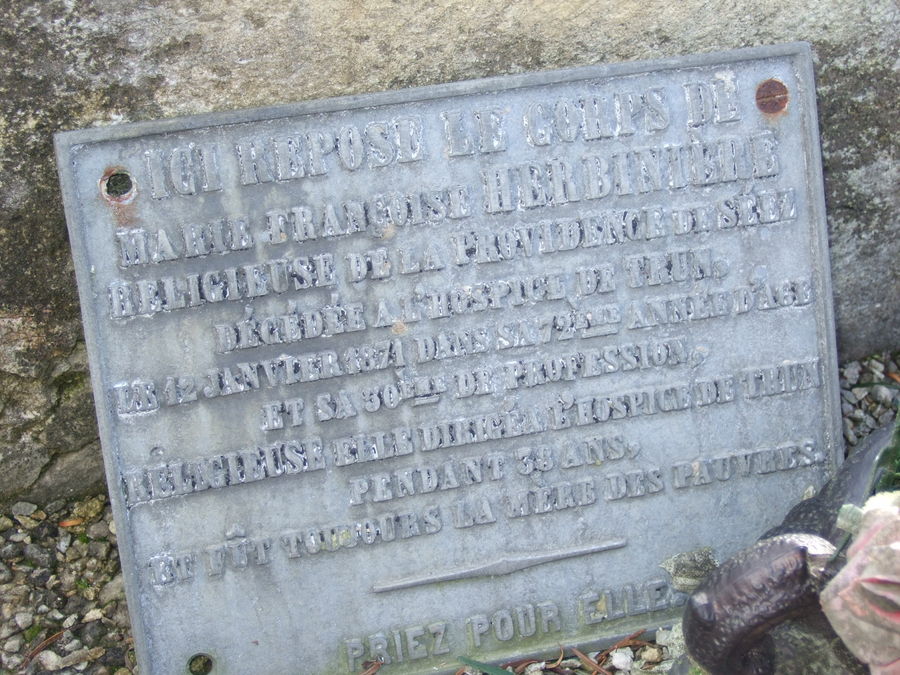 ICI REPOSE LE CORPS DE
MARIE FRANÇOISE HERBINIÈRE
RELIGIEUSE DE LA PROVIDENCE DE SÉEZ
DÉCÉDÉE A L'HOSPICE DE TRUN,
LE 12 JANVIER 1871 DANS SA 72ÈME ANNÉE D'AGE
ET SA 50ÈME DE PROFESSION,
RELIGIEUSE ELLE DIRIGÉA L'HOSPICE DE TRUN
PENDANT 38 ANS,
ET FÛT TOUJOURS LA MÈRE DES PAUVRES.
PRIEZ POUR ELLE.